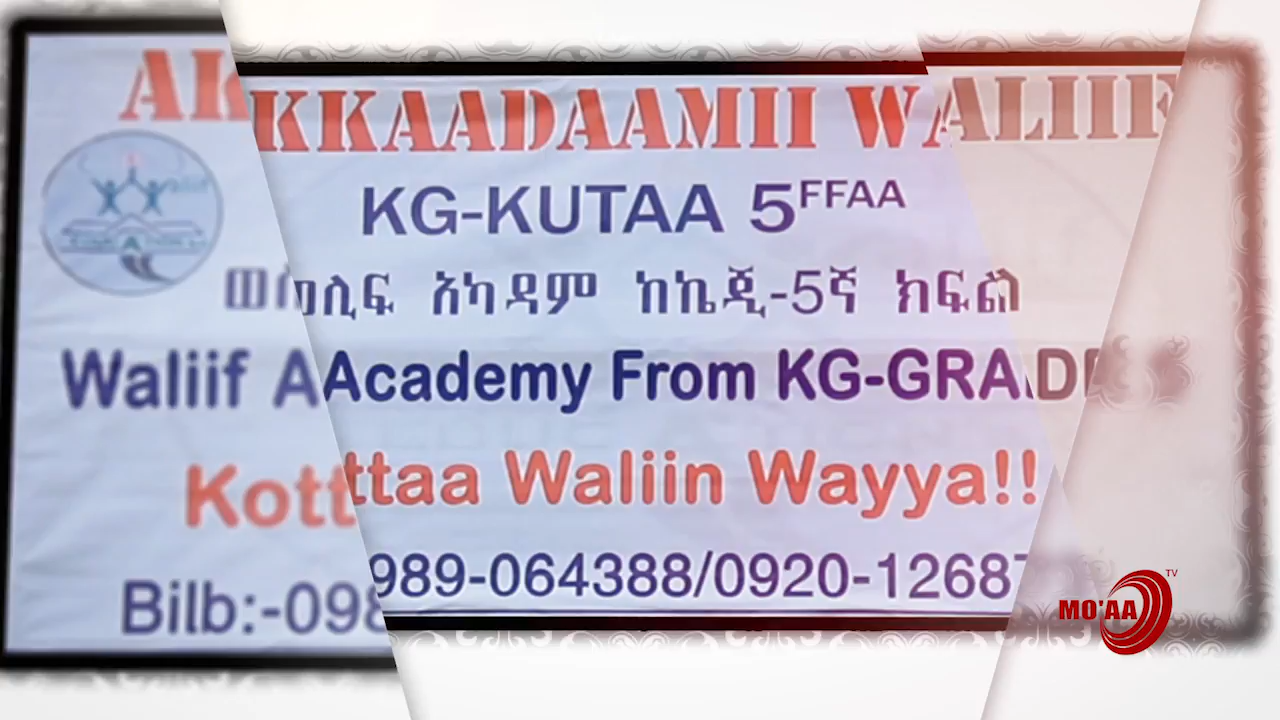 AKKAADAAMII WALIIF
KG-KUTAA 5FFAA
ወሊፍ አካዳም ከኬጂ-5ኛ ክፍል
Waliif Academy From KG-GRADE
Kottaa Waliin Wayya!!
Bilb:-0989-064388/0920-12687
MO'AA TV